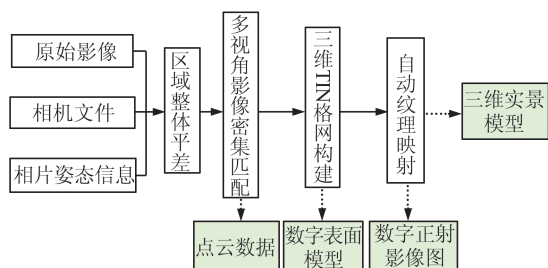 原始影像
相机文件
相片姿态信息
区域整体平差
多视角影像密集匹配
三维TIN格网构建
自动纹理映射
三维实景
模型
点云数据
数字表面
模型
数字正射
影像图